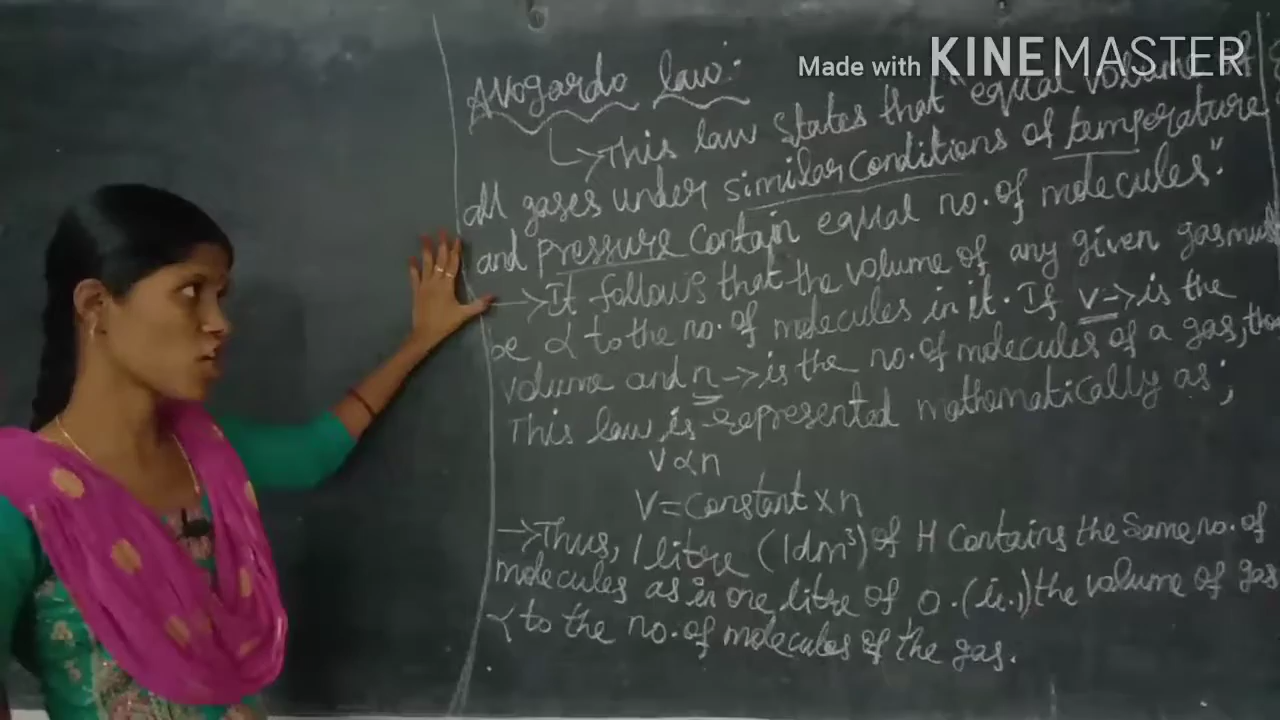 Made with KINEMASTER
Avogardo law:
→This law states that "equal volume of
all gases under similar conditions of temperature
and pressure contain equal no. of molecules".
→It follows that the volume of any given gas must
be ∝ to the no. of molecules in it. If v→ is the
volume and n→is the no. of molecules of a gas, then
This law is represented mathematically as;
V ∝ n
V = constant × n
→Thus, 1 litre (1dm³) of H contains the same no. of
molecules as in one litre of O. (i.e.,) the volume of gas
∝ to the no. of molecules of the gas.